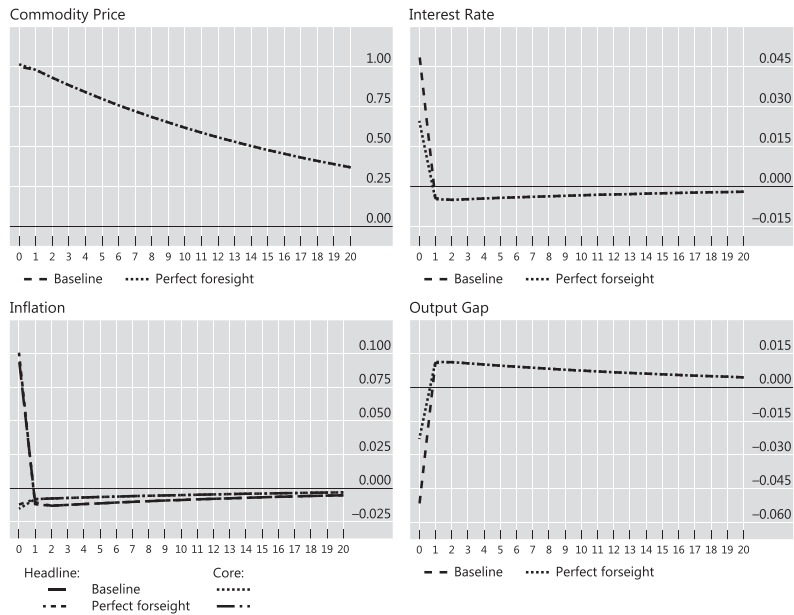 Commodity Price
1.00
0.75
0.50
0.25
0.00
0 1 2 3 4 5 6 7 8 9 10 11 12 13 14 15 16 17 18 19 20
Baseline Perfect foresight
Interest Rate
0.045
0.030
0.015
0.000
−0.015
0 1 2 3 4 5 6 7 8 9 10 11 12 13 14 15 16 17 18 19 20
Baseline Perfect forseight
Inflation
0.100
0.075
0.050
0.025
0.000
−0.025
0 1 2 3 4 5 6 7 8 9 10 11 12 13 14 15 16 17 18 19 20
Headline: Core:
Baseline
Perfect forseight
Output Gap
0.015
0.000
−0.015
−0.030
−0.045
−0.060
0 1 2 3 4 5 6 7 8 9 10 11 12 13 14 15 16 17 18 19 20
Baseline Perfect foresight